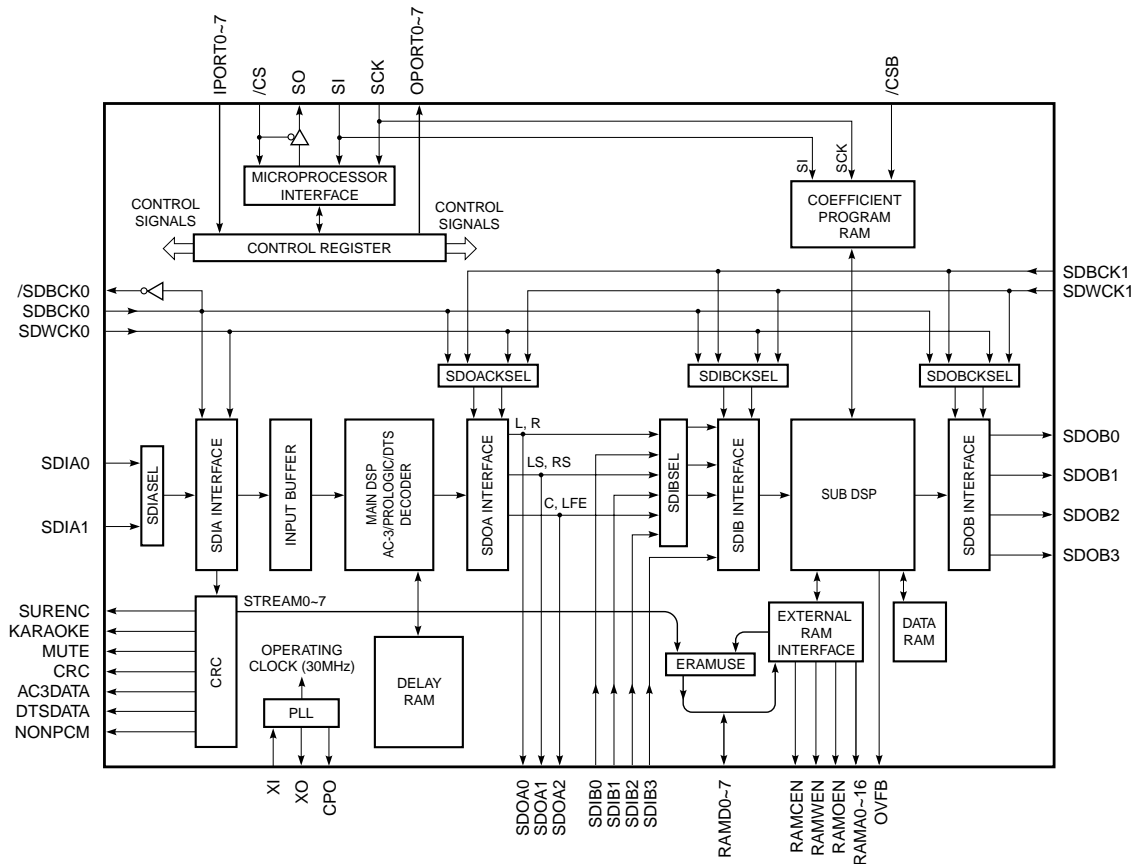 IPORT0~7
/CS
SO
SI
SCK
OPORT0~7
/CSB
SI
SCK
MICROPROCESSOR
INTERFACE
COEFFICIENT
PROGRAM
RAM
CONTROL
SIGNALS
CONTROL
SIGNALS
CONTROL REGISTER
/SDBCK0
SDBCK0
SDWCK0
SDBCK1
SDWCK1
SDOACKSEL
SDIBCKSEL
SDOBCKSEL
SDIA0
SDIA1
SDIASEL
SDIA INTERFACE
INPUT BUFFER
MAIN DSP
AC-3/PROLOGIC/DTS
DECODER
SDOA INTERFACE
L, R
LS, RS
C, LFE
SDIBSEL
SDIB INTERFACE
SUB DSP
SDOB INTERFACE
SDOB0
SDOB1
SDOB2
SDOB3
SURENC
KARAOKE
MUTE
CRC
AC3DATA
DTSDATA
NONPCM
CRC
STREAM0~7
OPERATING
CLOCK (30MHz)
PLL
DELAY
RAM
ERAMUSE
EXTERNAL
RAM
INTERFACE
DATA
RAM
XI
XO
CPO
SDOA0
SDOA1
SDOA2
SDIB0
SDIB1
SDIB2
SDIB3
RAMD0~7
RAMCEN
RAMWEN
RAMOEN
RAMA0~16
OVFB